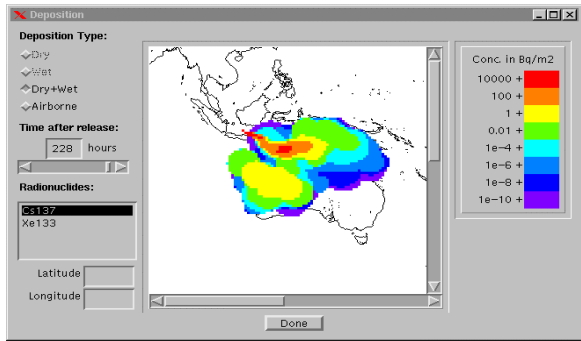 Deposition
Deposition Type:
Dry
Wet
Dry+Wet
Airborne
Time after release:
228 hours
Radionuclides:
Cs137
Xe133
Latitude
Longitude
Conc. in Bq/m2
10000 +
100 +
1 +
0.01 +
1e-4 +
1e-6 +
1e-8 +
1e-10 +
Done